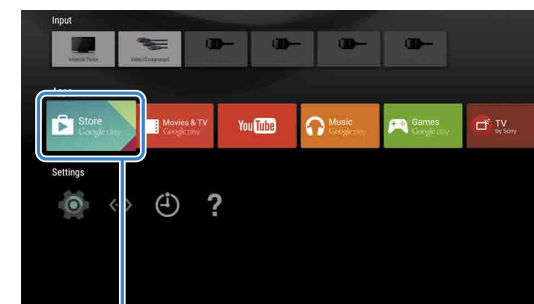 Input
Internal Tuner
Video/Component
Apps
Store
Google play
Movies & TV
Google play
YouTube
Music
Google play
Games
Google play
TV
by Sony
Settings
?